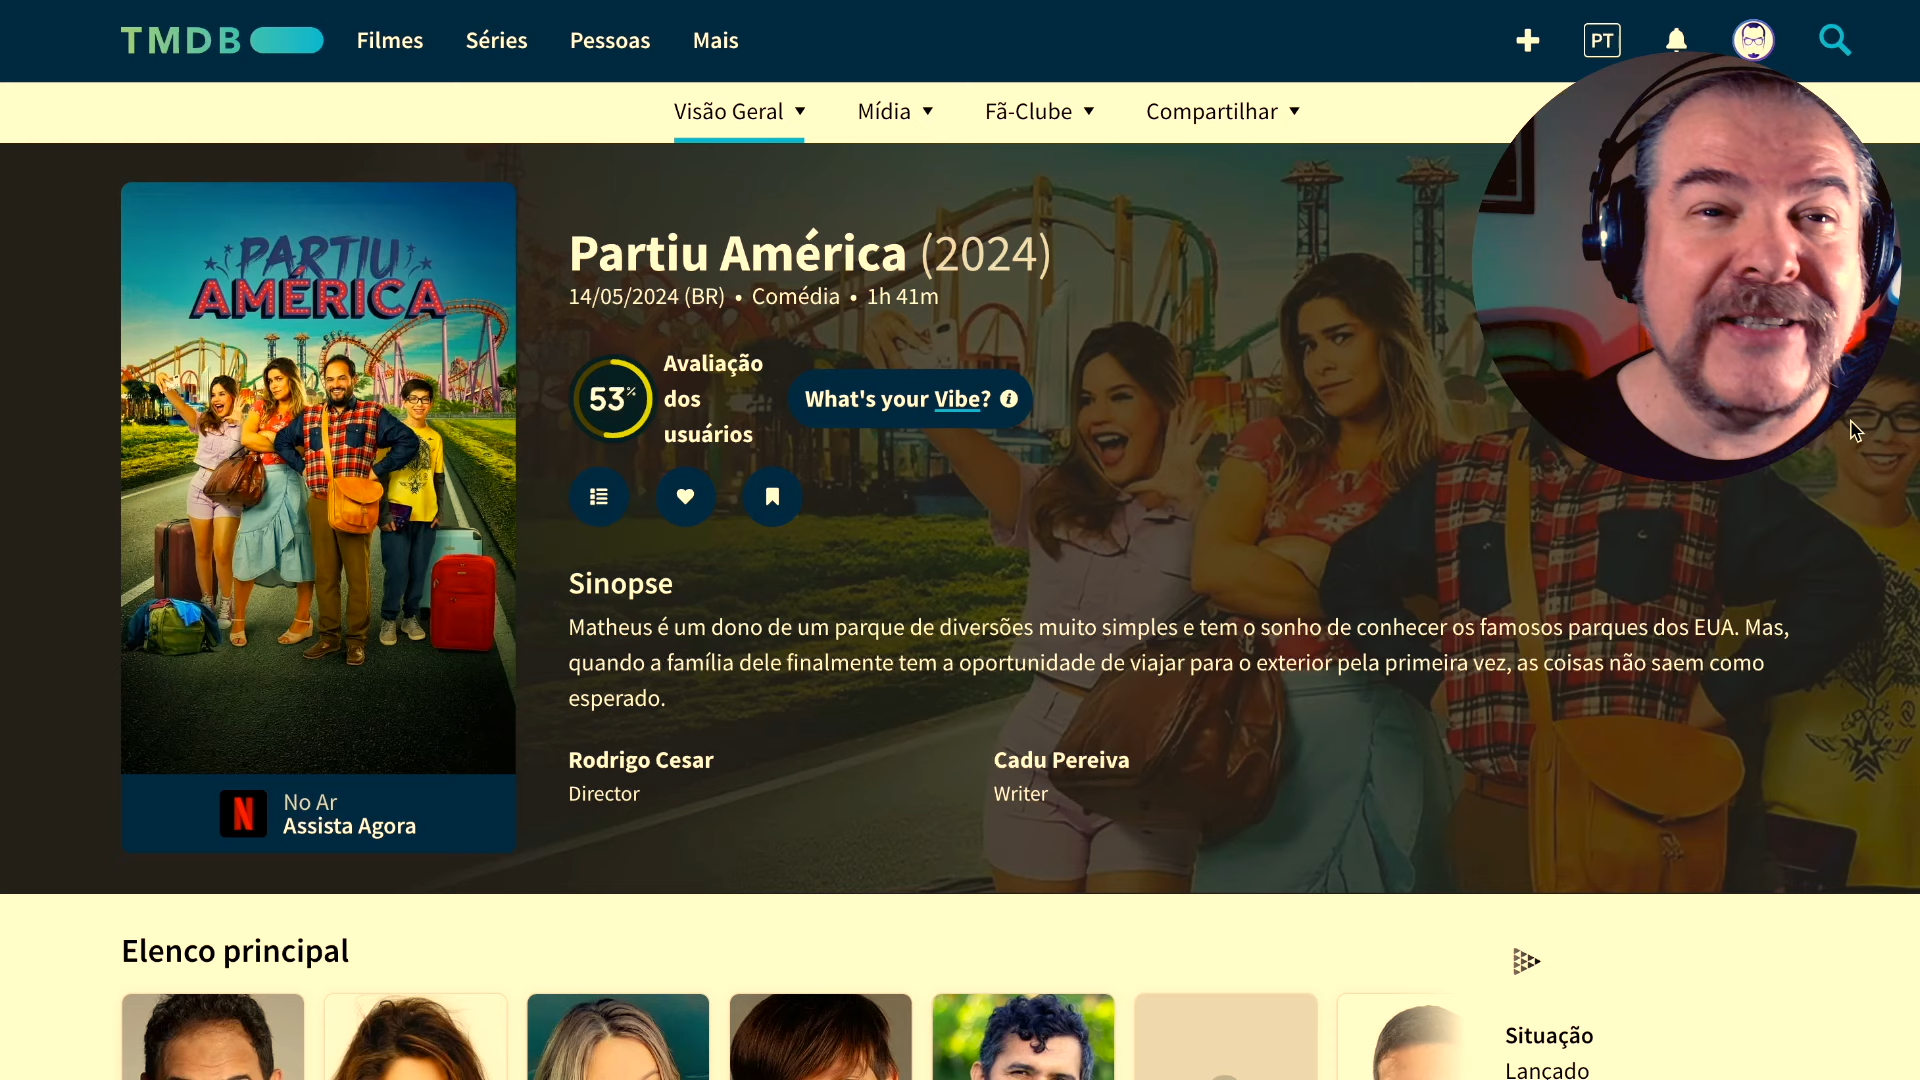 TMDB
Filmes
Séries
Pessoas
Mais
PT
Visão Geral
Mídia
Fã-Clube
Compartilhar
PARTIU
AMÉRICA
Partiu América (2024)
14/05/2024 (BR) • Comédia • 1h 41m
53%
Avaliação
dos
usuários
What's your Vibe?
Sinopse
Matheus é um dono de um parque de diversões muito simples e tem o sonho de conhecer os famosos parques dos EUA. Mas,
quando a família dele finalmente tem a oportunidade de viajar para o exterior pela primeira vez, as coisas não saem como
esperado.
Rodrigo Cesar
Director
Cadu Pereiva
Writer
N
No Ar
Assista Agora
Elenco principal
Situação
Lançado